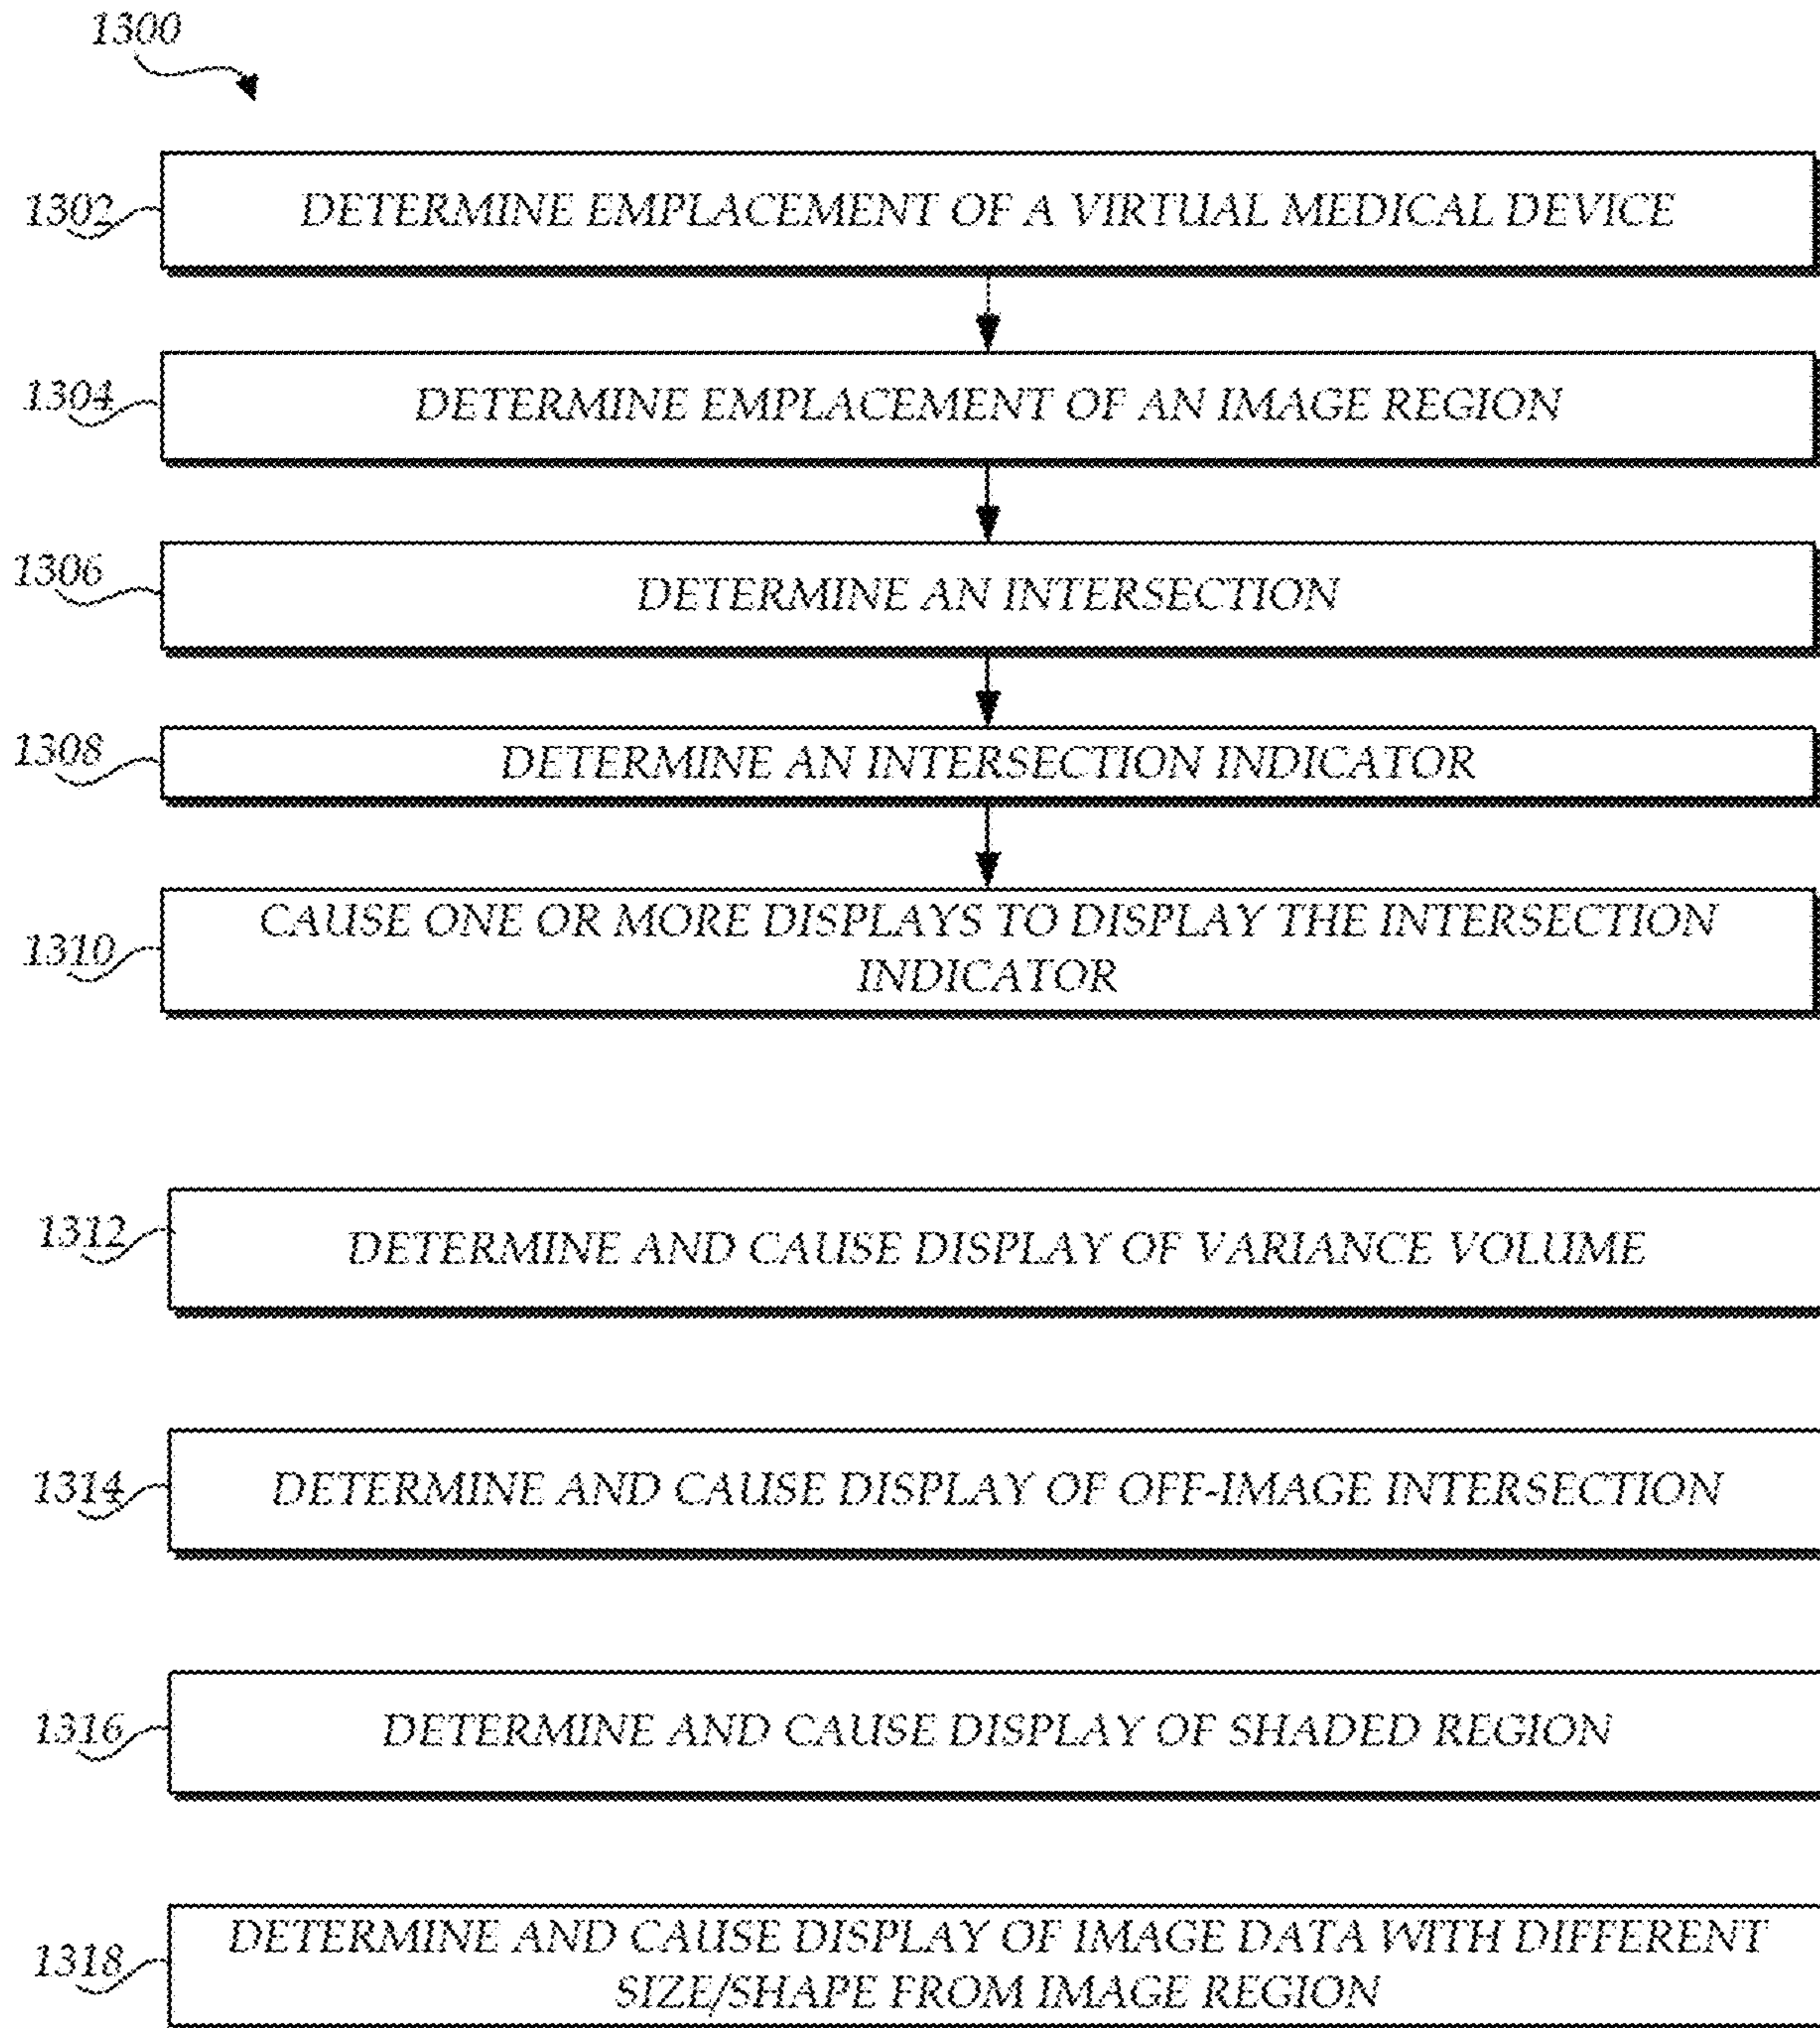 1300
1302
DETERMINE EMPLACEMENT OF A VIRTUAL MEDICAL DEVICE
1304
DETERMINE EMPLACEMENT OF AN IMAGE REGION
1306
DETERMINE AN INTERSECTION
1308
DETERMINE AN INTERSECTION INDICATOR
1310
CAUSE ONE OR MORE DISPLAYS TO DISPLAY THE INTERSECTION
INDICATOR
1312
DETERMINE AND CAUSE DISPLAY OF VARIANCE VOLUME
1314
DETERMINE AND CAUSE DISPLAY OF OFF-IMAGE INTERSECTION
1316
DETERMINE AND CAUSE DISPLAY OF SHADED REGION
1318
DETERMINE AND CAUSE DISPLAY OF IMAGE DATA WITH DIFFERENT
SIZE/SHAPE FROM IMAGE REGION